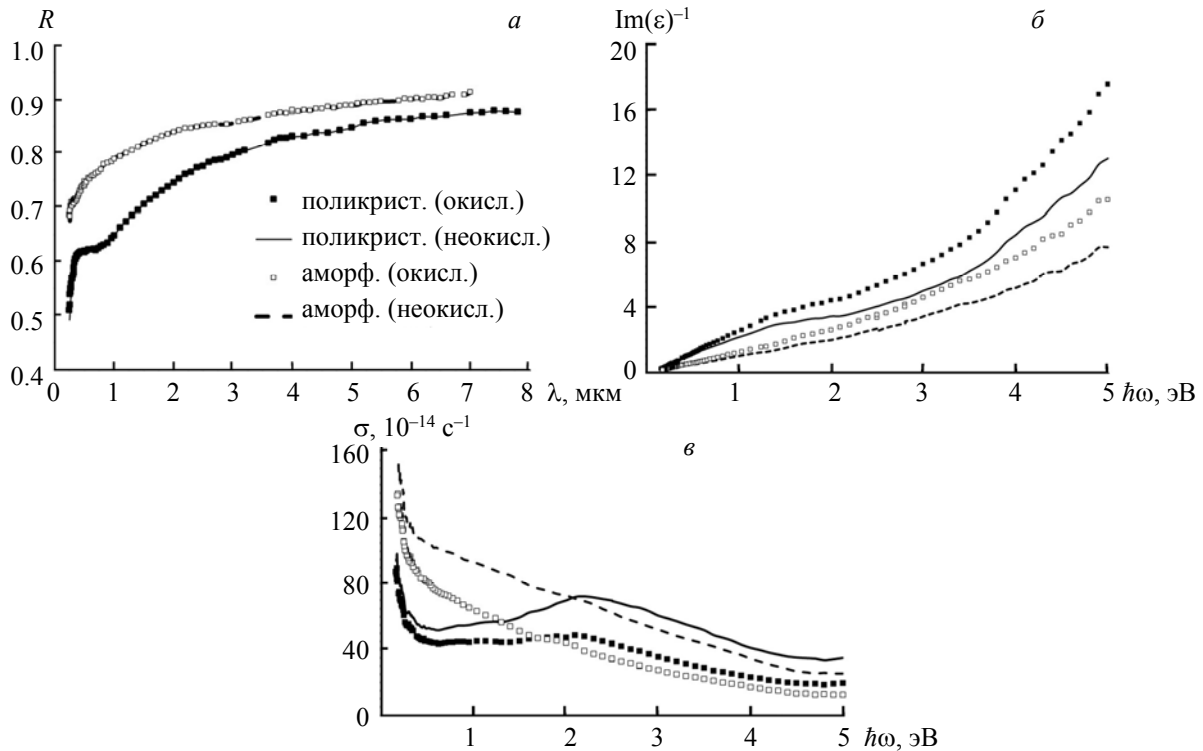 R а
1.0
0.9
0.8
0.7
0.6
0.5
0.4
0 1 2 3 4 5 6 7 8 λ, мкм
поликрист. (окисл.)
поликрист. (неокисл.)
аморф. (окисл.)
аморф. (неокисл.)
Im(ε)⁻¹ б
20
16
12
8
4
0
1 2 3 4 5 ħω, эВ
σ, 10⁻¹⁴ с⁻¹ в
160
120
80
40
0
1 2 3 4 5 ħω, эВ